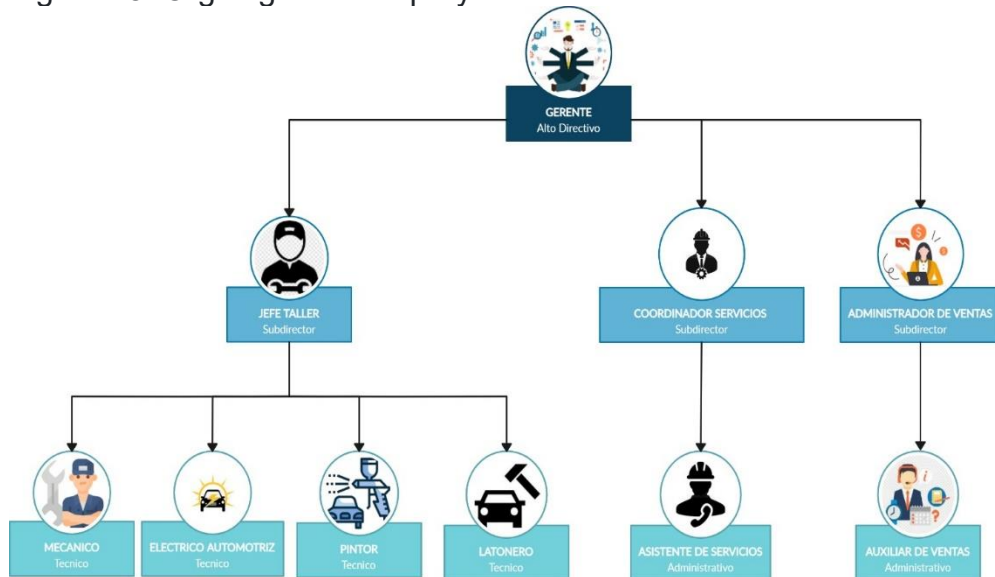 GERENTE
Alto Directivo
JEFE TALLER
Subdirector
COORDINADOR SERVICIOS
Subdirector
ADMINISTRADOR DE VENTAS
Subdirector
MECANICO
Tecnico
ELECTRICO AUTOMOTRIZ
Tecnico
PINTOR
Tecnico
LATONERO
Tecnico
ASISTENTE DE SERVICIOS
Administrativo
AUXILIAR DE VENTAS
Administrativo